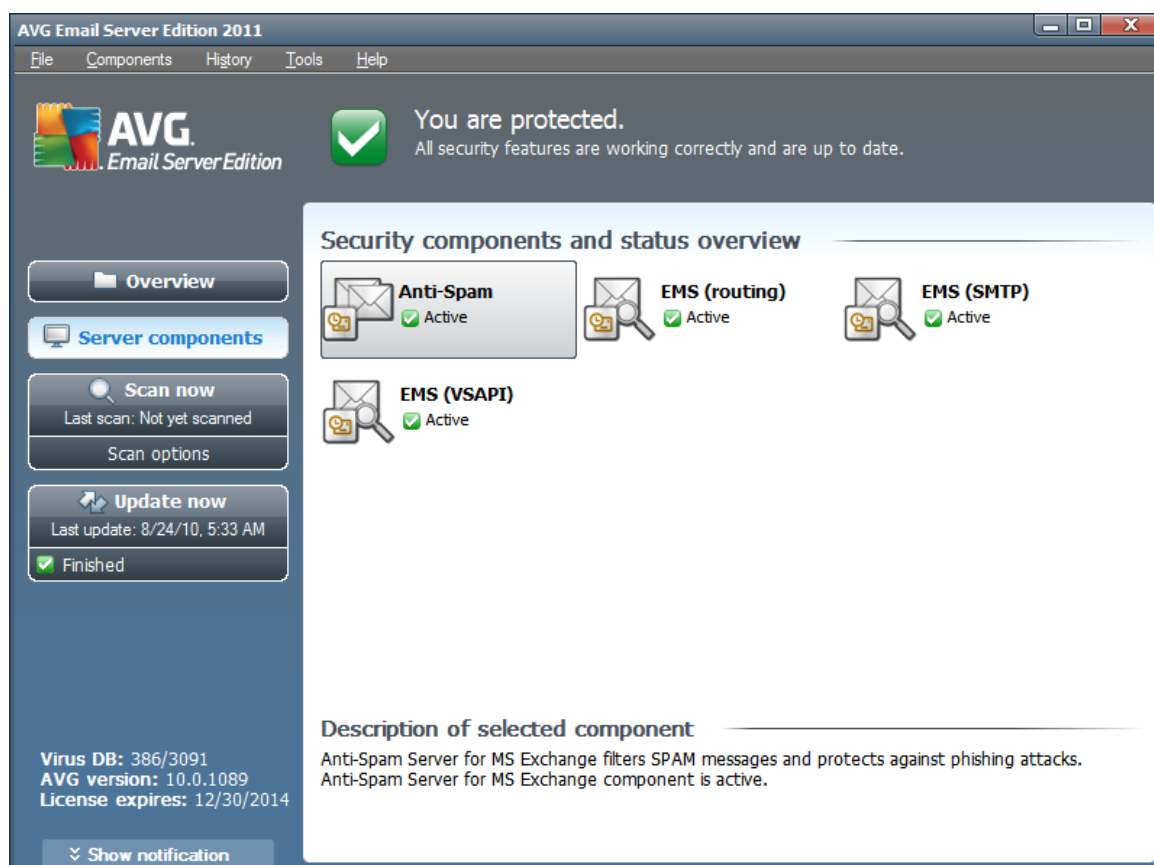 AVG Email Server Edition 2011
File Components History Tools Help
AVG.
Email Server Edition
You are protected.
All security features are working correctly and are up to date.
Overview
Server components
Scan now
Last scan: Not yet scanned
Scan options
Update now
Last update: 8/24/10, 5:33 AM
Finished
Virus DB: 386/3091
AVG version: 10.0.1089
License expires: 12/30/2014
Show notification
Security components and status overview
Anti-Spam
Active
EMS (routing)
Active
EMS (SMTP)
Active
EMS (VSAPI)
Active
Description of selected component
Anti-Spam Server for MS Exchange filters SPAM messages and protects against phishing attacks.
Anti-Spam Server for MS Exchange component is active.